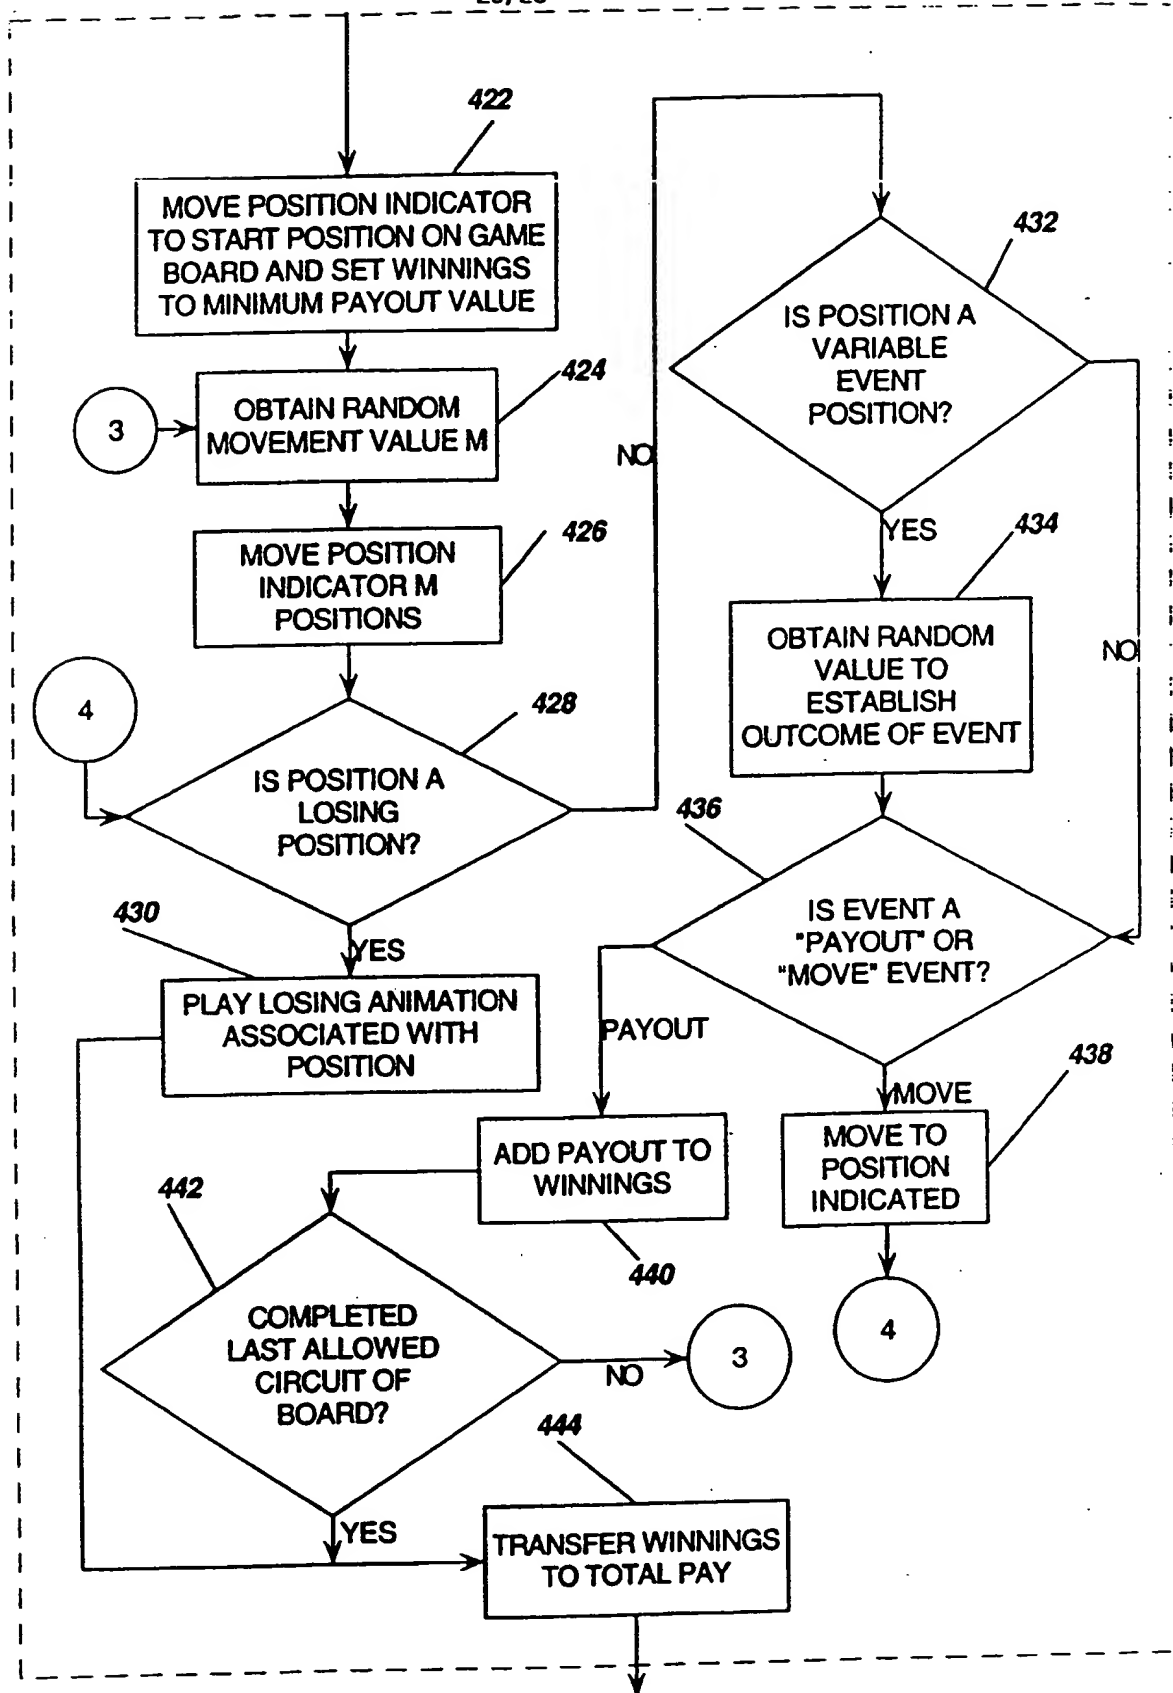 422
MOVE POSITION INDICATOR
TO START POSITION ON GAME
BOARD AND SET WINNINGS
TO MINIMUM PAYOUT VALUE
424
3
OBTAIN RANDOM
MOVEMENT VALUE M
426
MOVE POSITION
INDICATOR M
POSITIONS
4
428
IS POSITION A
LOSING
POSITION?
NO
430
YES
PLAY LOSING ANIMATION
ASSOCIATED WITH
POSITION
432
IS POSITION A
VARIABLE
EVENT
POSITION?
YES
NO
434
OBTAIN RANDOM
VALUE TO
ESTABLISH
OUTCOME OF EVENT
436
IS EVENT A
"PAYOUT" OR
"MOVE" EVENT?
PAYOUT
MOVE
438
MOVE TO
POSITION
INDICATED
4
ADD PAYOUT TO
WINNINGS
440
442
COMPLETED
LAST ALLOWED
CIRCUIT OF
BOARD?
NO
3
YES
444
TRANSFER WINNINGS
TO TOTAL PAY